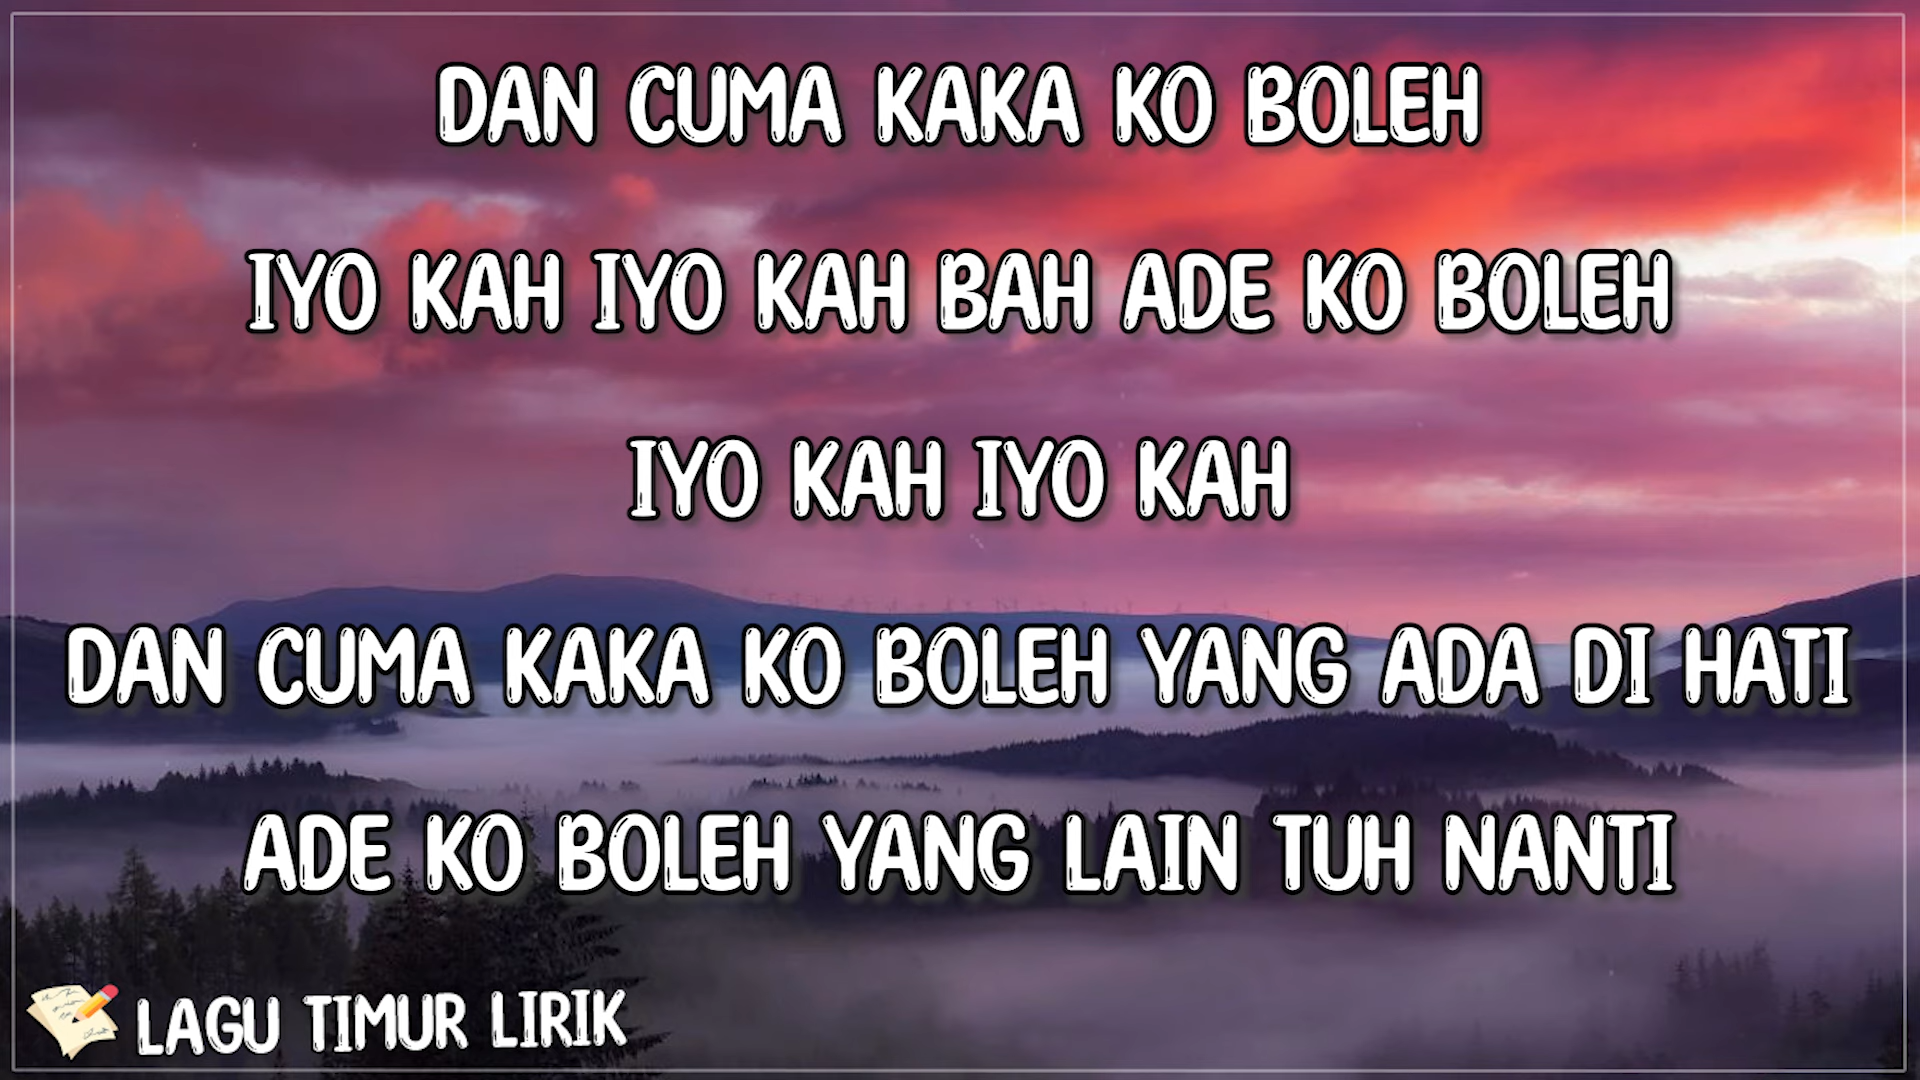 DAN CUMA KAKA KO BOLEH
IYO KAH IYO KAH BAH ADE KO BOLEH
IYO KAH IYO KAH
DAN CUMA KAKA KO BOLEH YANG ADA DI HATI
ADE KO BOLEH YANG LAIN TUH NANTI
LAGU TIMUR LIRIK